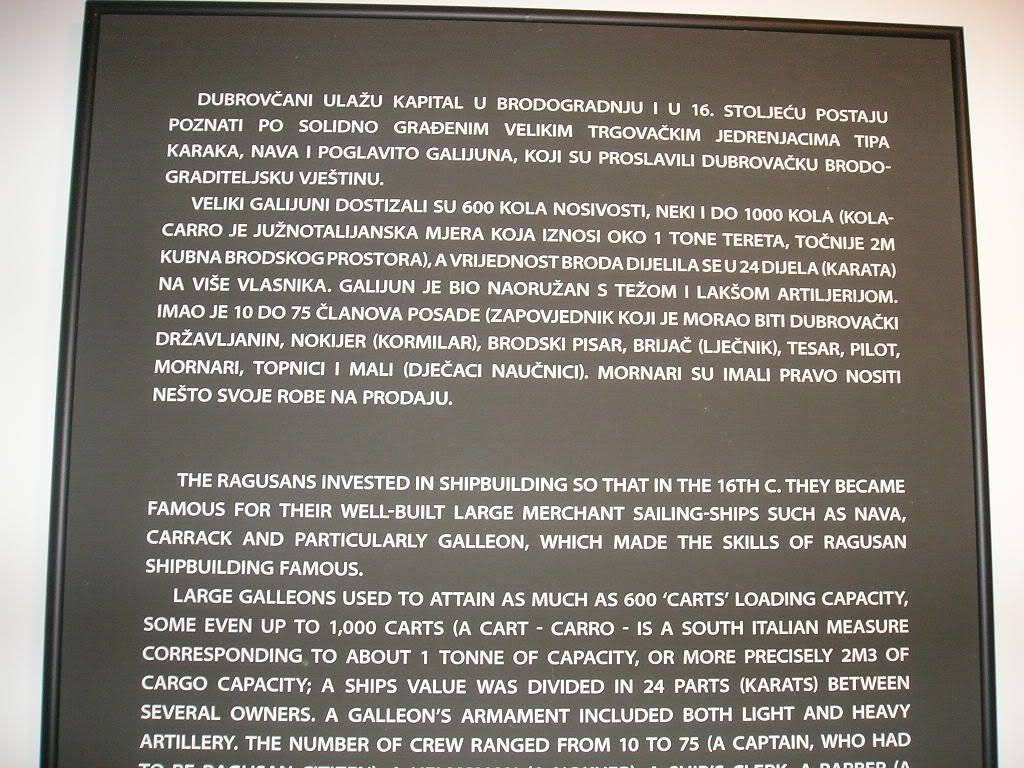 DUBROVČANI ULAŽU KAPITAL U BRODOGRADNJU I U 16. STOLJEĆU POSTAJU
POZNATI PO SOLIDNO GRAĐENIM VELIKIM TRGOVAČKIM JEDRENJACIMA TIPA
KARAKA, NAVA I POGLAVITO GALIJUNA, KOJI SU PROSLAVILI DUBROVAČKU BRODO-
GRADITELJSKU VJEŠTINU.
VELIKI GALIJUNI DOSTIZALI SU 600 KOLA NOSIVOSTI, NEKI I DO 1000 KOLA (KOLA-
CARRO JE JUŽNOTALIJANSKA MJERA KOJA IZNOSI OKO 1 TONE TERETA, TOČNIJE 2M
KUBNA BRODSKOG PROSTORA), A VRIJEDNOST BRODA DIJELILA SE U 24 DIJELA (KARATA)
NA VIŠE VLASNIKA. GALIJUN JE BIO NAORUŽAN S TEŽOM I LAKŠOM ARTILJERIJOM.
IMAO JE 10 DO 75 ČLANOVA POSADE (ZAPOVJEDNIK KOJI JE MORAO BITI DUBROVAČKI
DRŽAVLJANIN, NOKIJER (KORMILAR), BRODSKI PISAR, BRIJAČ (LJEČNIK), TESAR, PILOT,
MORNARI, TOPNICI I MALI (DJEČACI NAUČNICI). MORNARI SU IMALI PRAVO NOSITI
NEŠTO SVOJE ROBE NA PRODAJU.
THE RAGUSANS INVESTED IN SHIPBUILDING SO THAT IN THE 16TH C. THEY BECAME
FAMOUS FOR THEIR WELL-BUILT LARGE MERCHANT SAILING-SHIPS SUCH AS NAVA,
CARRACK AND PARTICULARLY GALLEON, WHICH MADE THE SKILLS OF RAGUSAN
SHIPBUILDING FAMOUS.
LARGE GALLEONS USED TO ATTAIN AS MUCH AS 600 ‘CARTS’ LOADING CAPACITY,
SOME EVEN UP TO 1,000 CARTS (A CART - CARRO - IS A SOUTH ITALIAN MEASURE
CORRESPONDING TO ABOUT 1 TONNE OF CAPACITY, OR MORE PRECISELY 2M3 OF
CARGO CAPACITY; A SHIPS VALUE WAS DIVIDED IN 24 PARTS (KARATS) BETWEEN
SEVERAL OWNERS. A GALLEON'S ARMAMENT INCLUDED BOTH LIGHT AND HEAVY
ARTILLERY. THE NUMBER OF CREW RANGED FROM 10 TO 75 (A CAPTAIN, WHO HAD